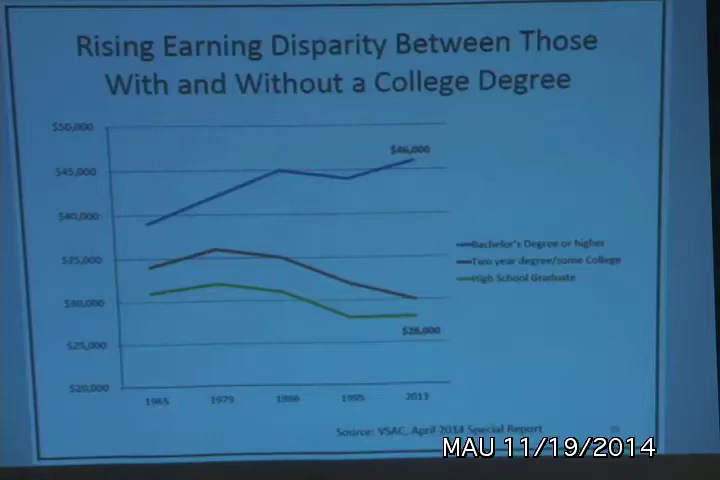 Rising Earning Disparity Between Those
With and Without a College Degree
$50,000
$45,000
$40,000
$35,000
$30,000
$25,000
$20,000
$46,000
$28,000
Bachelor's Degree or higher
Two year degree/some College
High School Graduate
1965 1979 1986 1995 2013
Source: VSAC, April 2014 Special Report
MAU 11/19/2014